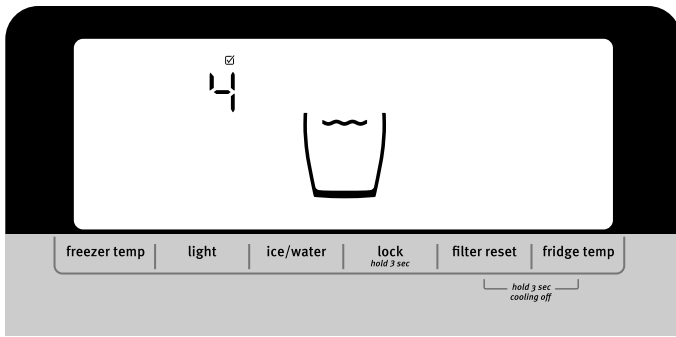 4
freezer temp
light
ice/water
lock
hold 3 sec
filter reset
fridge temp
hold 3 sec
cooling off